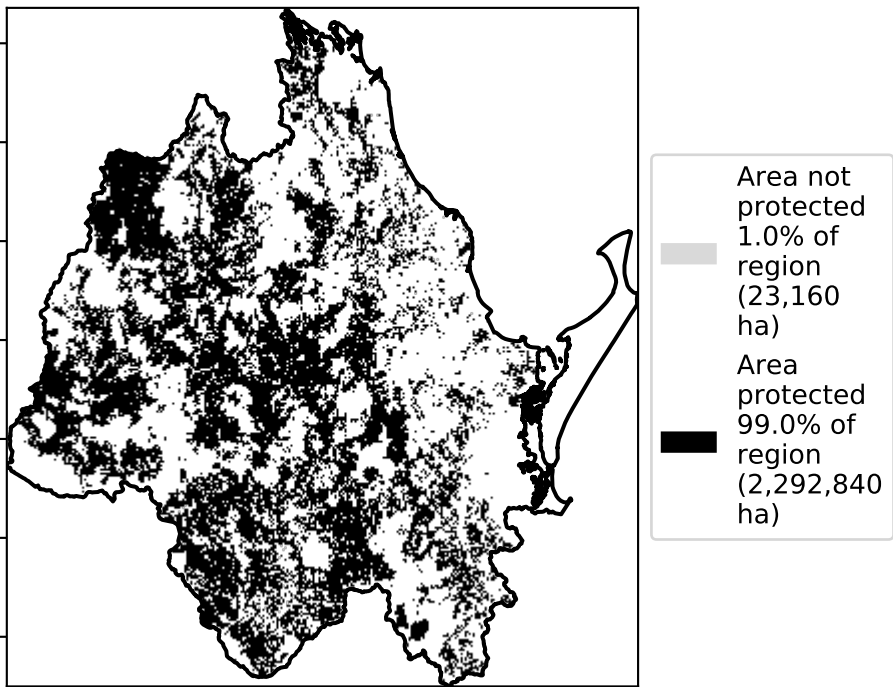 Area not
protected
1.0% of
region
(23,160
ha)
Area
protected
99.0% of
region
(2,292,840
ha)